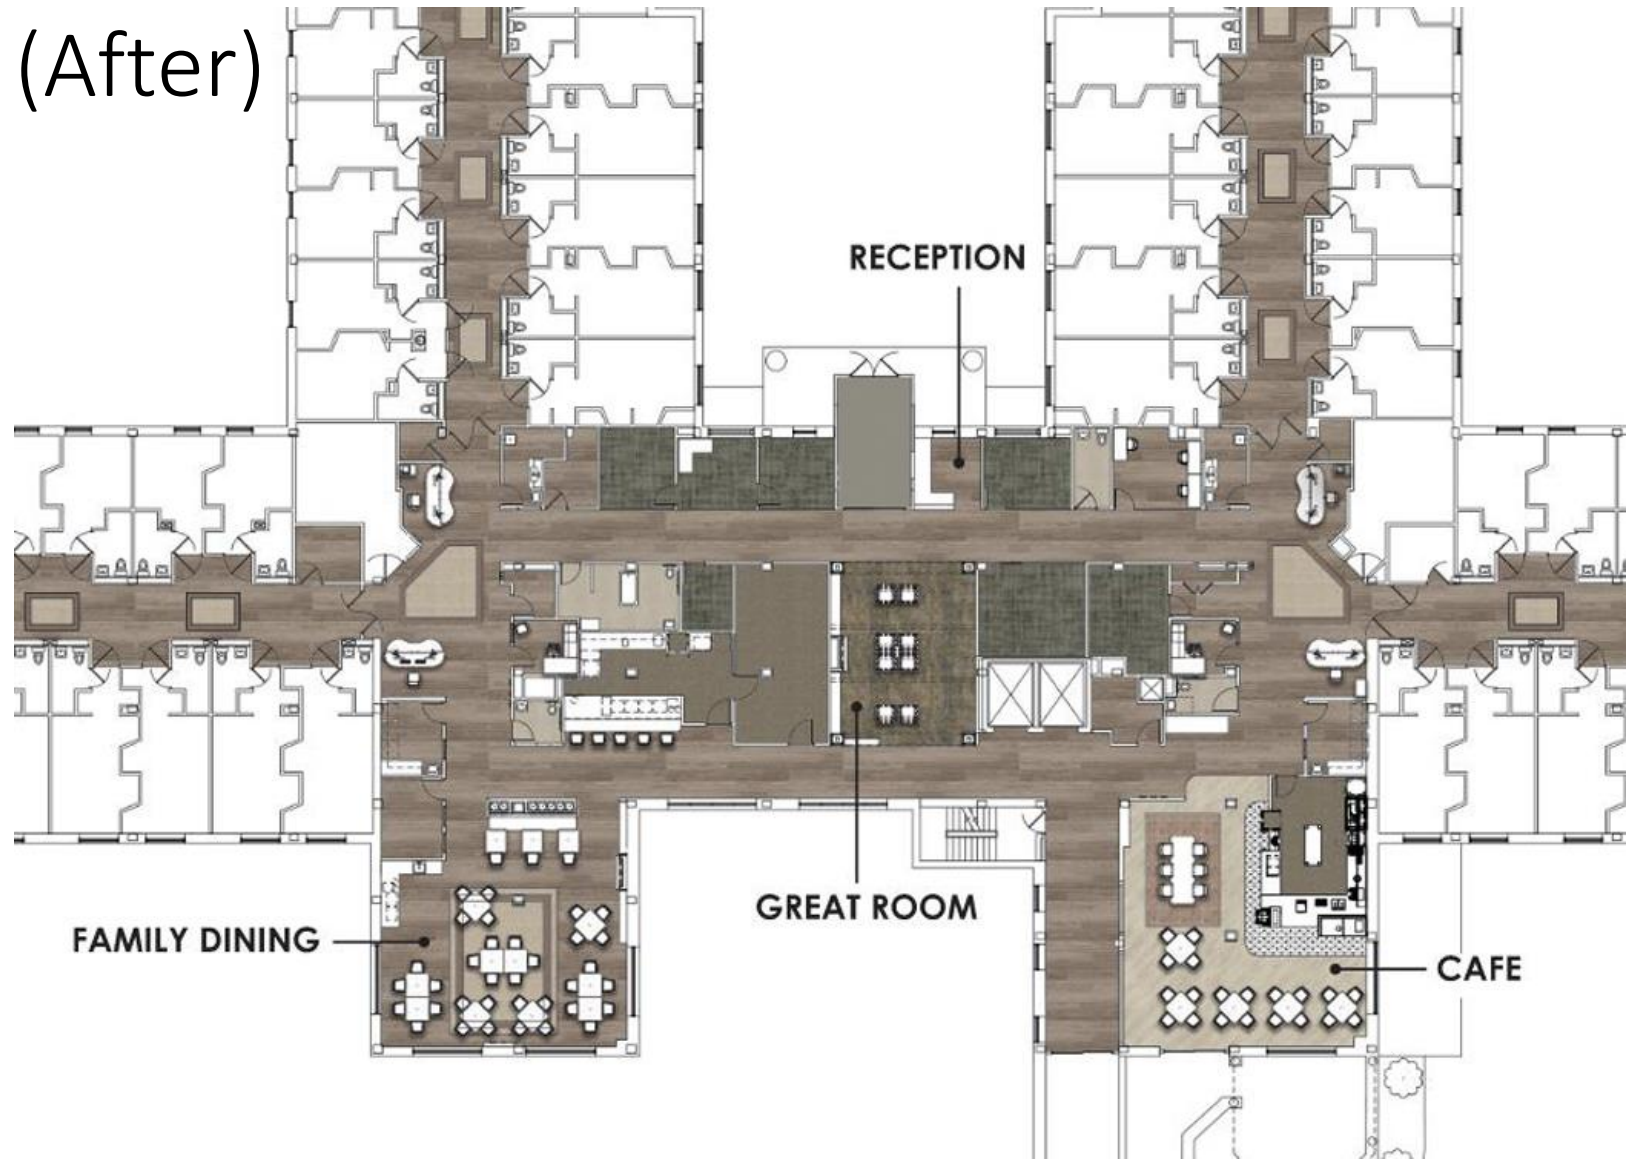 (After)
RECEPTION
GREAT ROOM
FAMILY DINING
CAFE